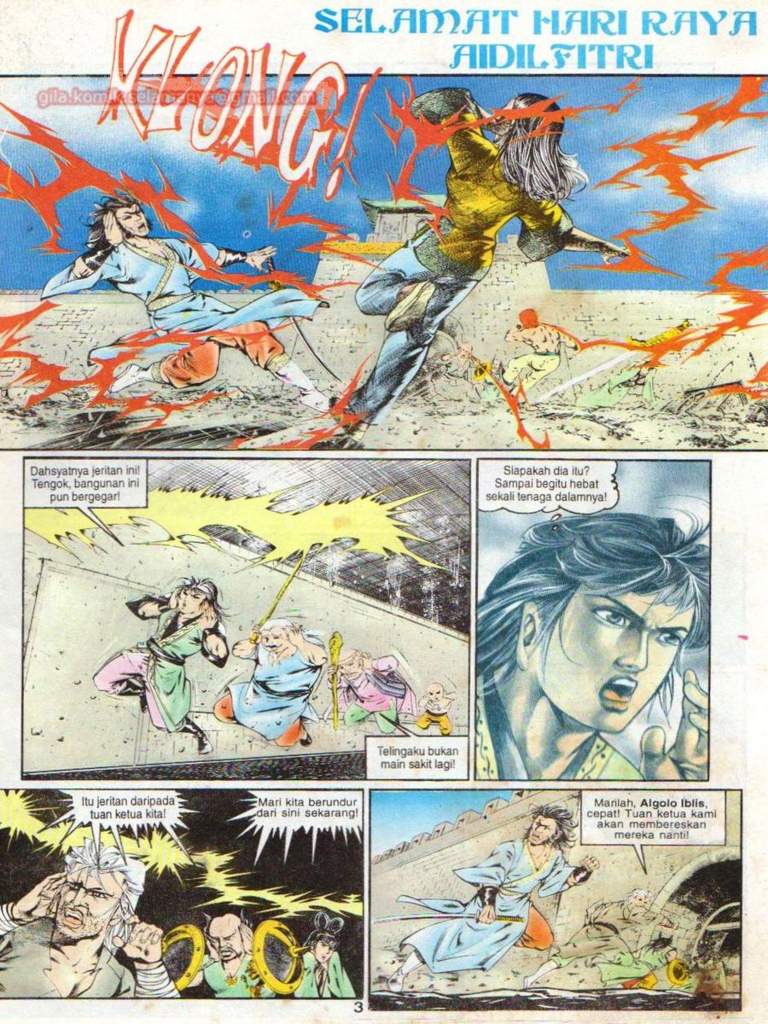 SELAMAT HARI RAYA
AIDILFITRI
KLONG!
Dahsyatnya jeritan ini!
Tengok, bangunan ini
pun bergegar!
Telingaku bukan
main sakit lagi!
Siapakah dia itu?
Sampai begitu hebat
sekali tenaga dalamnya!
Itu jeritan daripada
tuan ketua kita!
Mari kita berundur
dari sini sekarang!
Marilah, Algolo Iblis,
cepat! Tuan ketua kami
akan membereskan
mereka nanti!
3